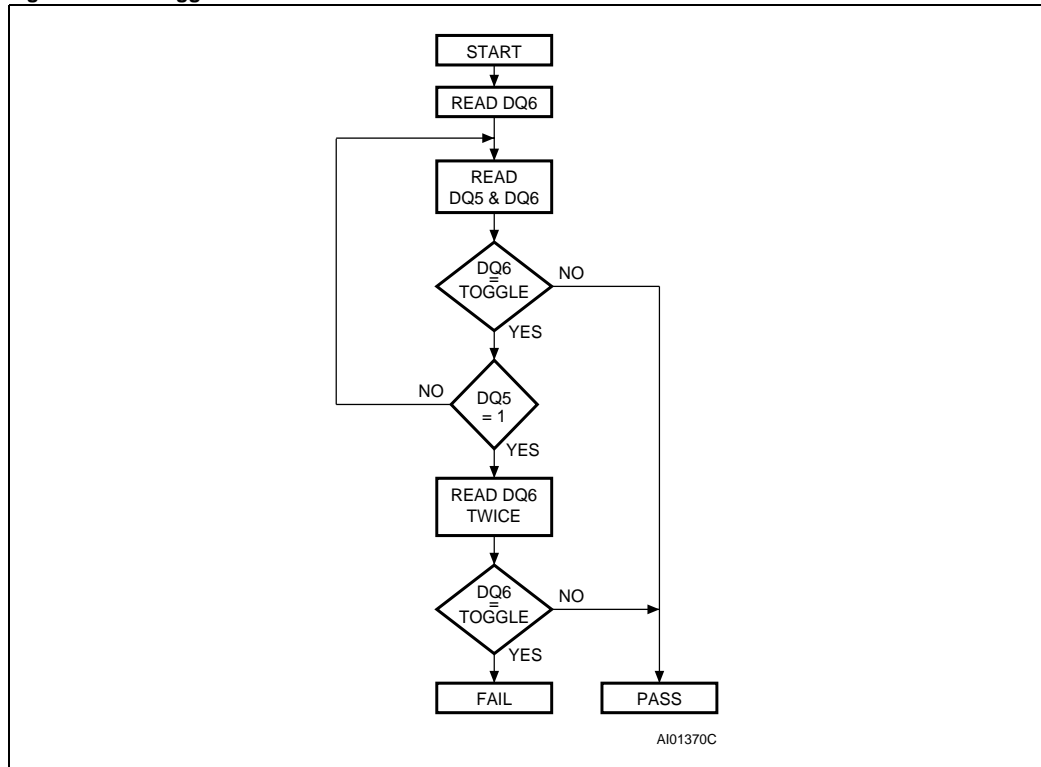 START
READ DQ6
READ
DQ5 & DQ6
DQ6
=
TOGGLE
NO
YES
NO
DQ5
= 1
YES
READ DQ6
TWICE
DQ6
=
TOGGLE
NO
YES
FAIL
PASS
AI01370C